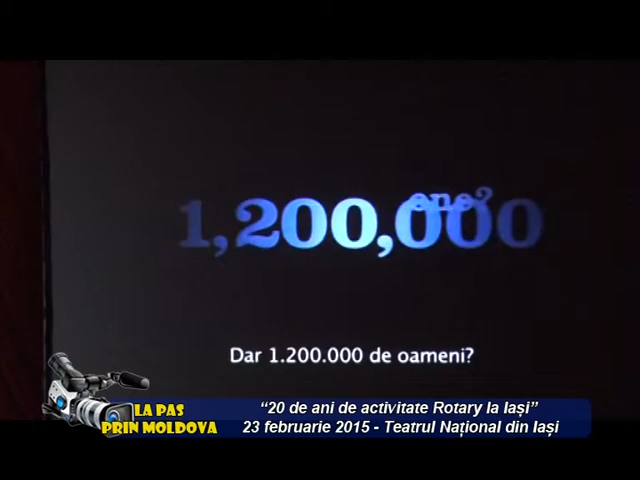 one?
1,200,000
Dar 1.200.000 de oameni?
LA PAS
PRIN MOLDOVA
“20 de ani de activitate Rotary la Iași”
23 februarie 2015 - Teatrul Național din Iași